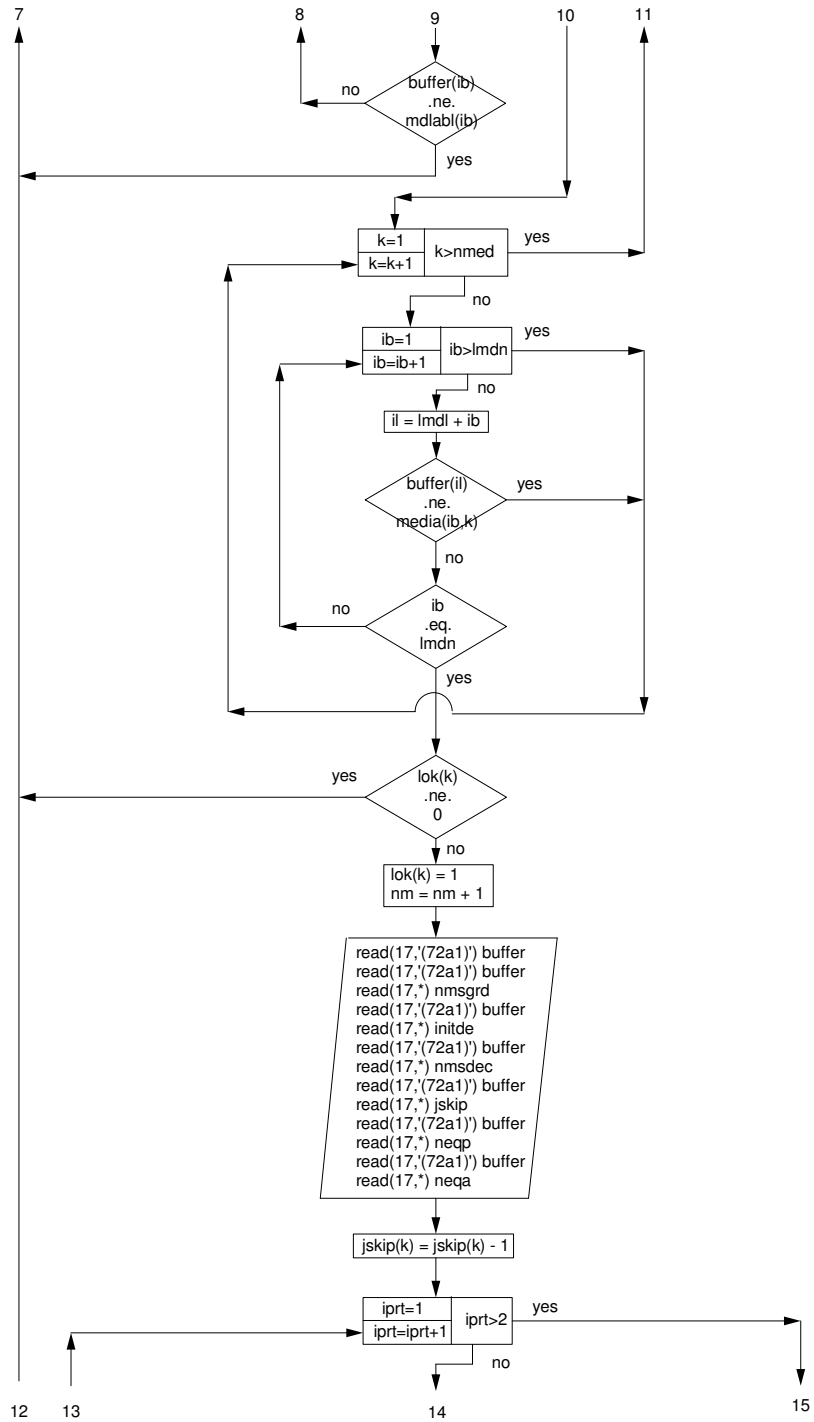 7
8
9
10
11
buffer(ib)
.ne.
mdlabl(ib)
no
yes
k=1
k=k+1
k>nmed
yes
no
ib=1
ib=ib+1
ib>lmdn
yes
no
il = lmdl + ib
buffer(il)
.ne.
media(ib,k)
yes
no
ib
.eq.
lmdn
no
yes
lok(k)
.ne.
0
yes
no
lok(k) = 1
nm = nm + 1
read(17,'(72a1)') buffer
read(17,'(72a1)') buffer
read(17,*) nmsgrd
read(17,'(72a1)') buffer
read(17,*) initde
read(17,'(72a1)') buffer
read(17,*) nmsdec
read(17,'(72a1)') buffer
read(17,*) jskip
read(17,'(72a1)') buffer
read(17,*) neqp
read(17,'(72a1)') buffer
read(17,*) neqa
jskip(k) = jskip(k) - 1
iprt=1
iprt=iprt+1
iprt>2
yes
no
12
13
14
15